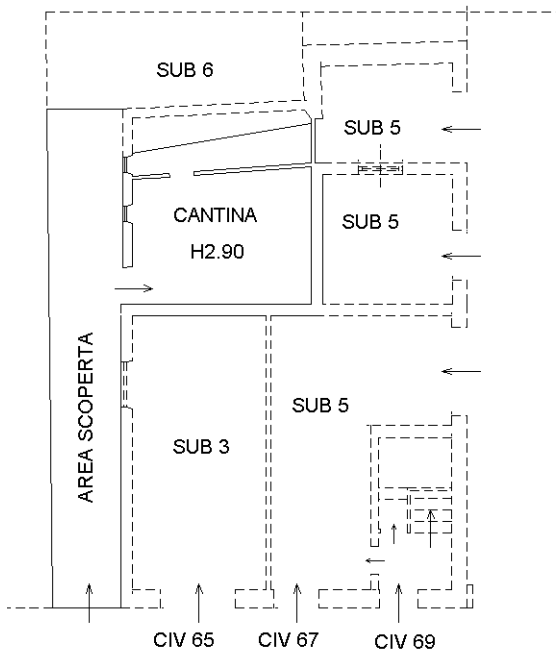 SUB 6
SUB 5
CANTINA
H2.90
SUB 5
AREA SCOPERTA
SUB 5
SUB 3
CIV 65
CIV 67
CIV 69